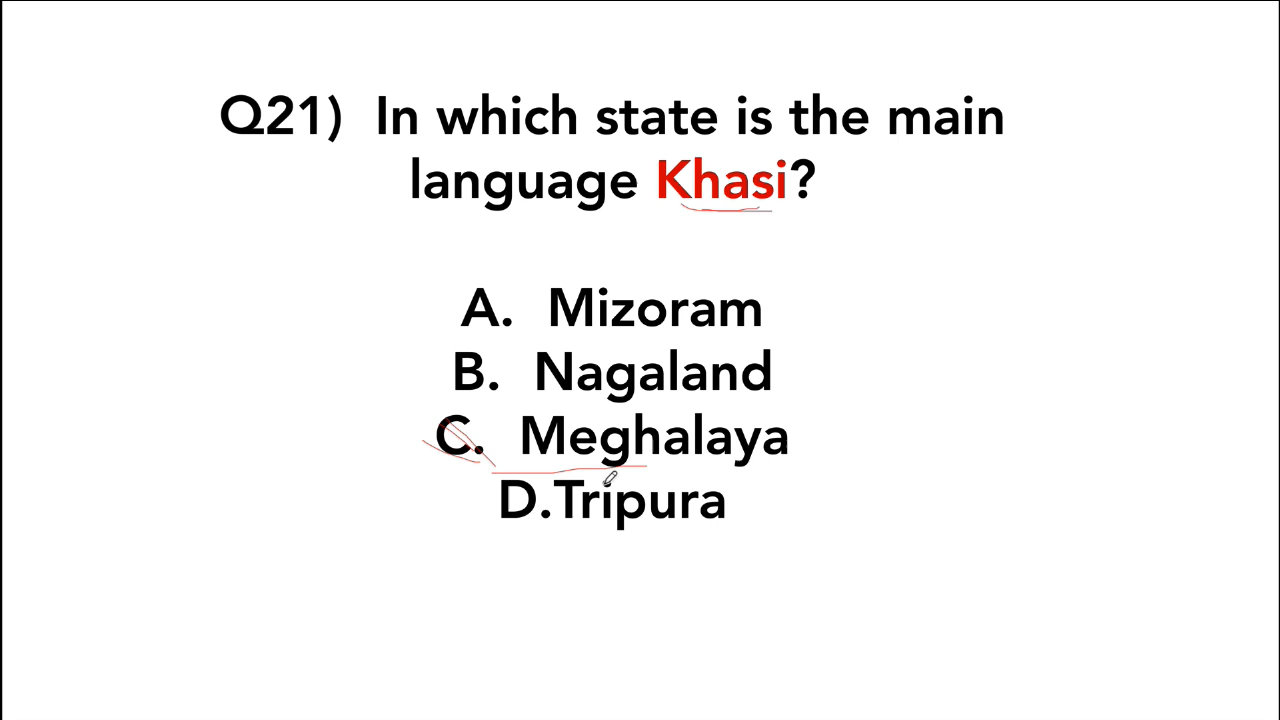 Q21) In which state is the main
language Khasi?
A. Mizoram
B. Nagaland
C. Meghalaya
D.Tripura